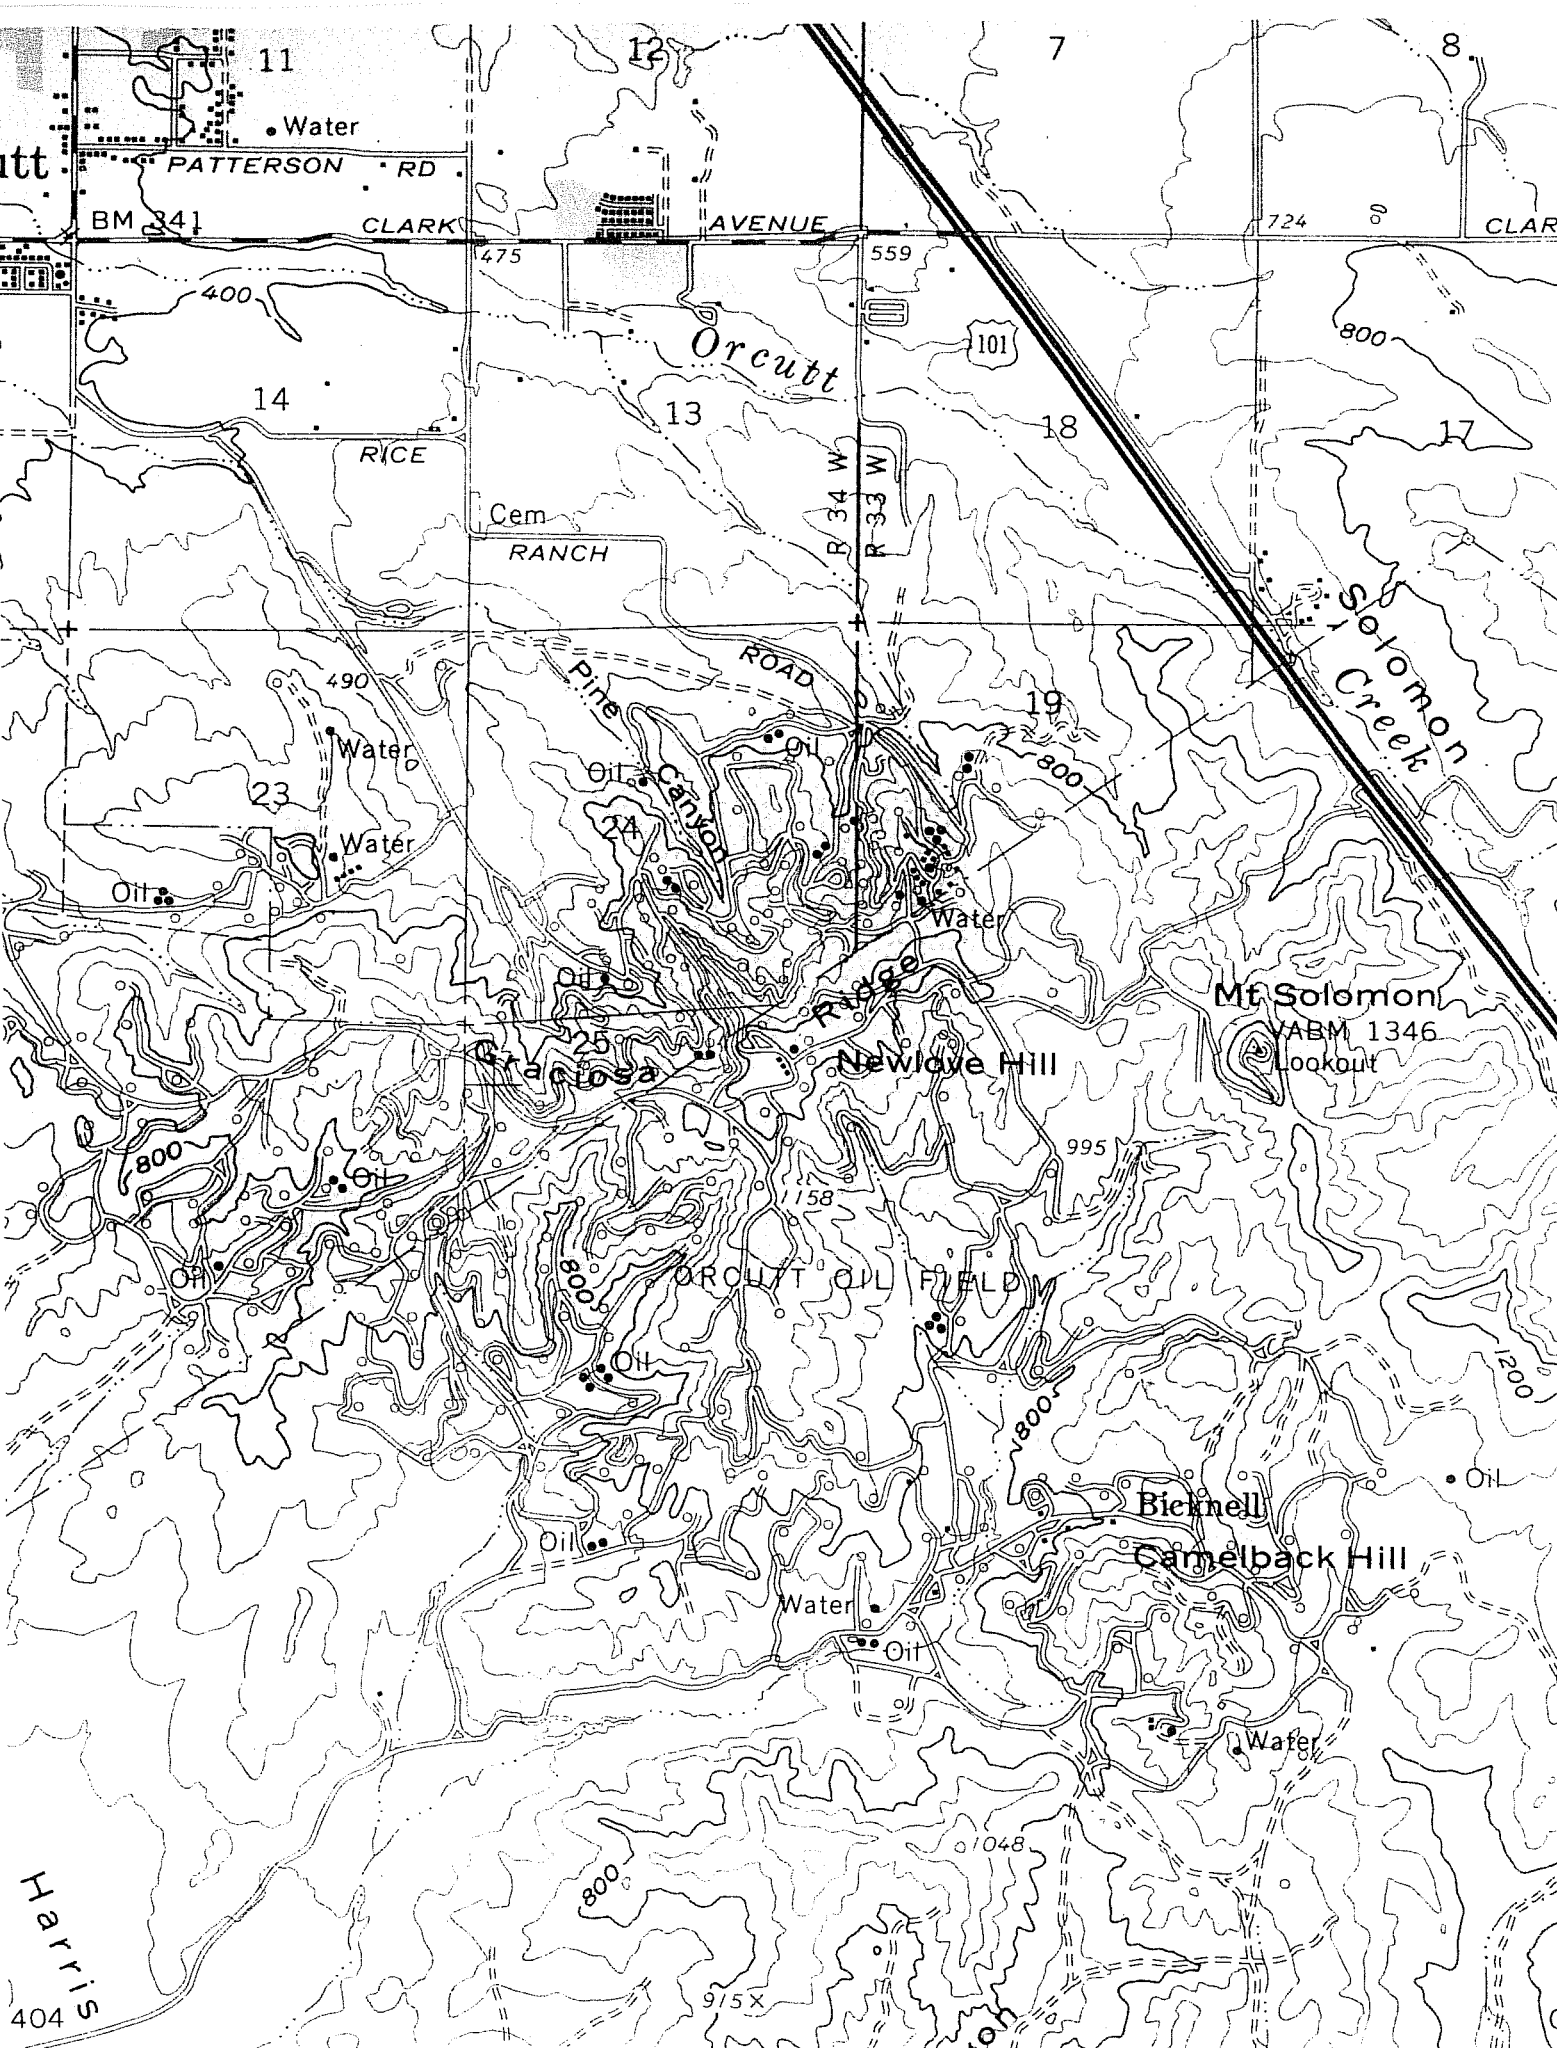 11
12
7
8
Water
utt
PATTERSON RD
BM 341
CLARK
AVENUE
724
CLAR
475
559
400
Orcutt
101
800
14
13
18
17
RICE
R 34 W
R 33 W
Cem
RANCH
Solomon
Creek
ROAD
490
Pine
Canyon
19
Water
Oil
Oil
800
23
24
Water
Oil
Water
Oil
Ridge
Mt Solomon
VABM 1346
Lookout
25
Graciosa
Newlove Hill
995
800
Oil
1158
Oil
800
ORCUTT OIL FIELD
Oil
1200
800
Oil
Bicknell
Oil
Camelback Hill
Water
Oil
Water
1048
800
Harris
915X
404